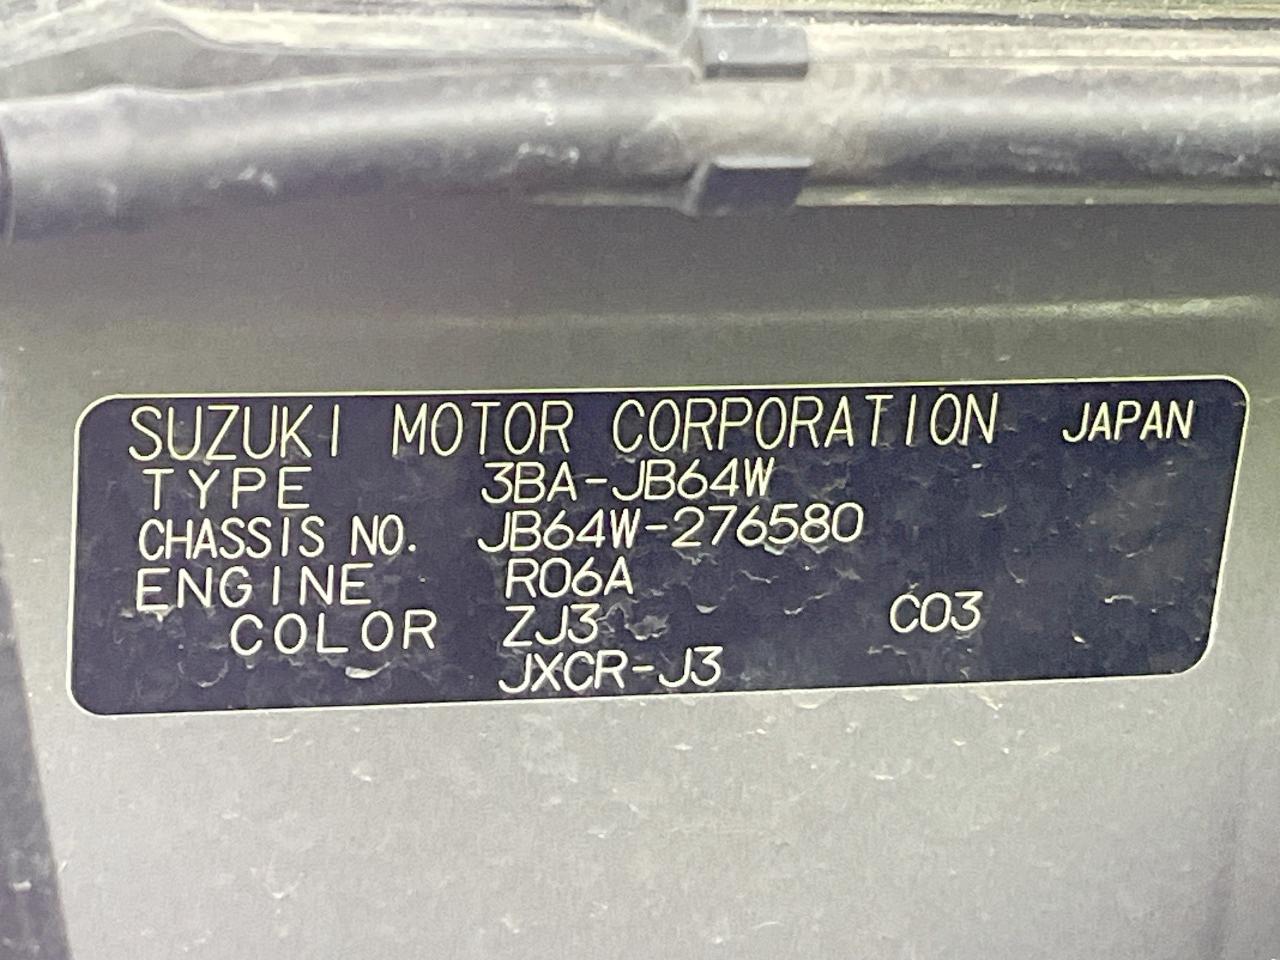 SUZUKI MOTOR CORPORATION JAPAN
TYPE 3BA-JB64W
CHASSIS NO. JB64W-276580
ENGINE R06A
COLOR ZJ3 C03
JXCR-J3